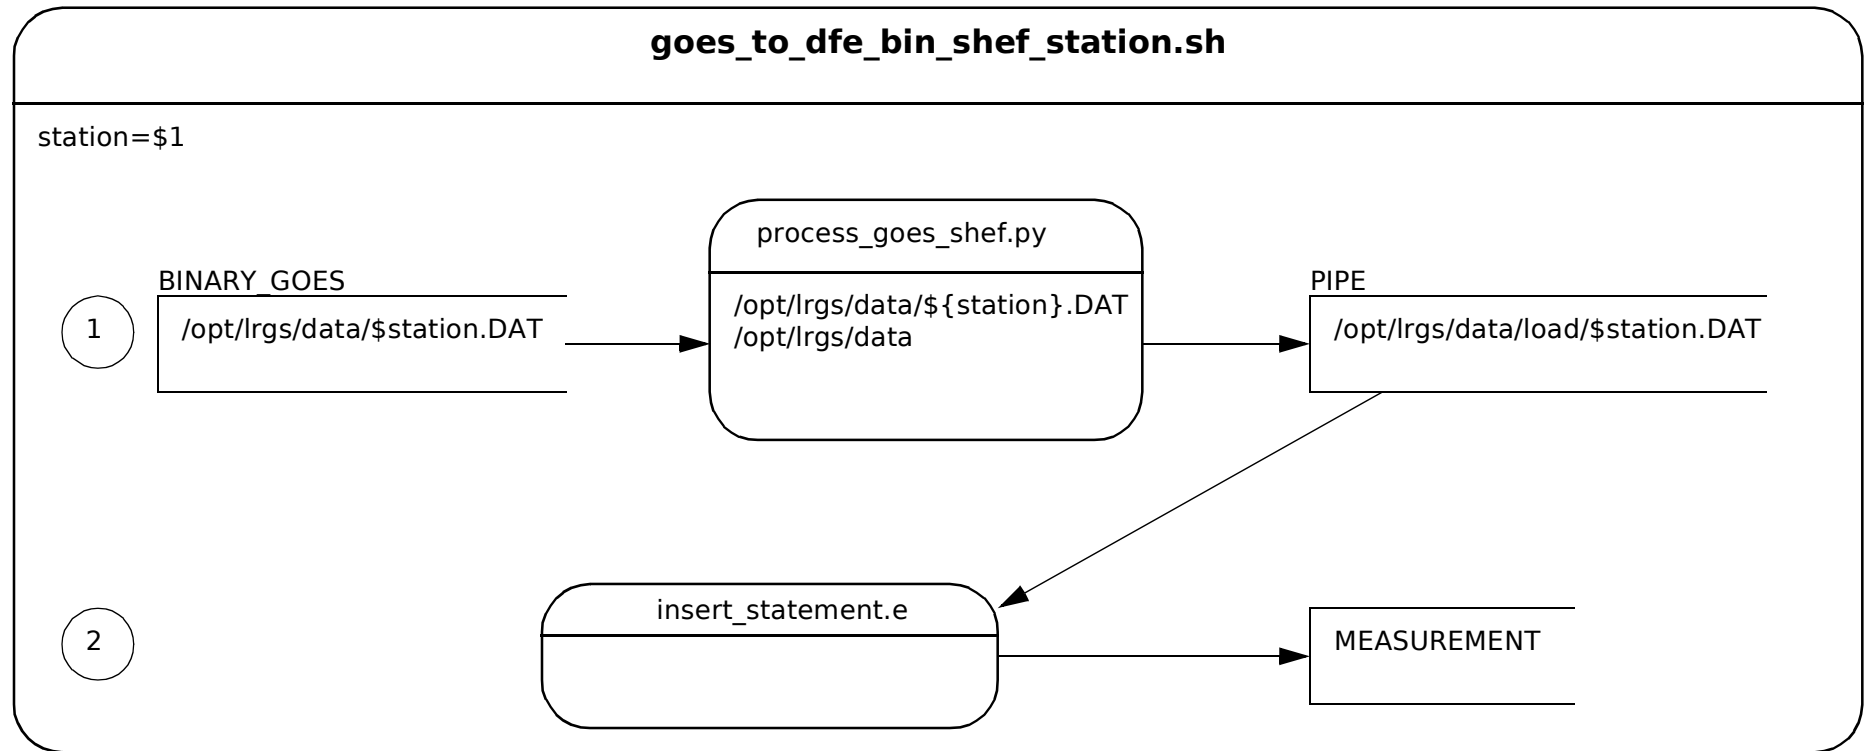 goes_to_dfe_bin_shef_station.sh
station=$1
process_goes_shef.py
BINARY_GOES
PIPE
1
/opt/lrgs/data/$station.DAT
/opt/lrgs/data/${station}.DAT
/opt/lrgs/data
/opt/lrgs/data/load/$station.DAT
insert_statement.e
2
MEASUREMENT